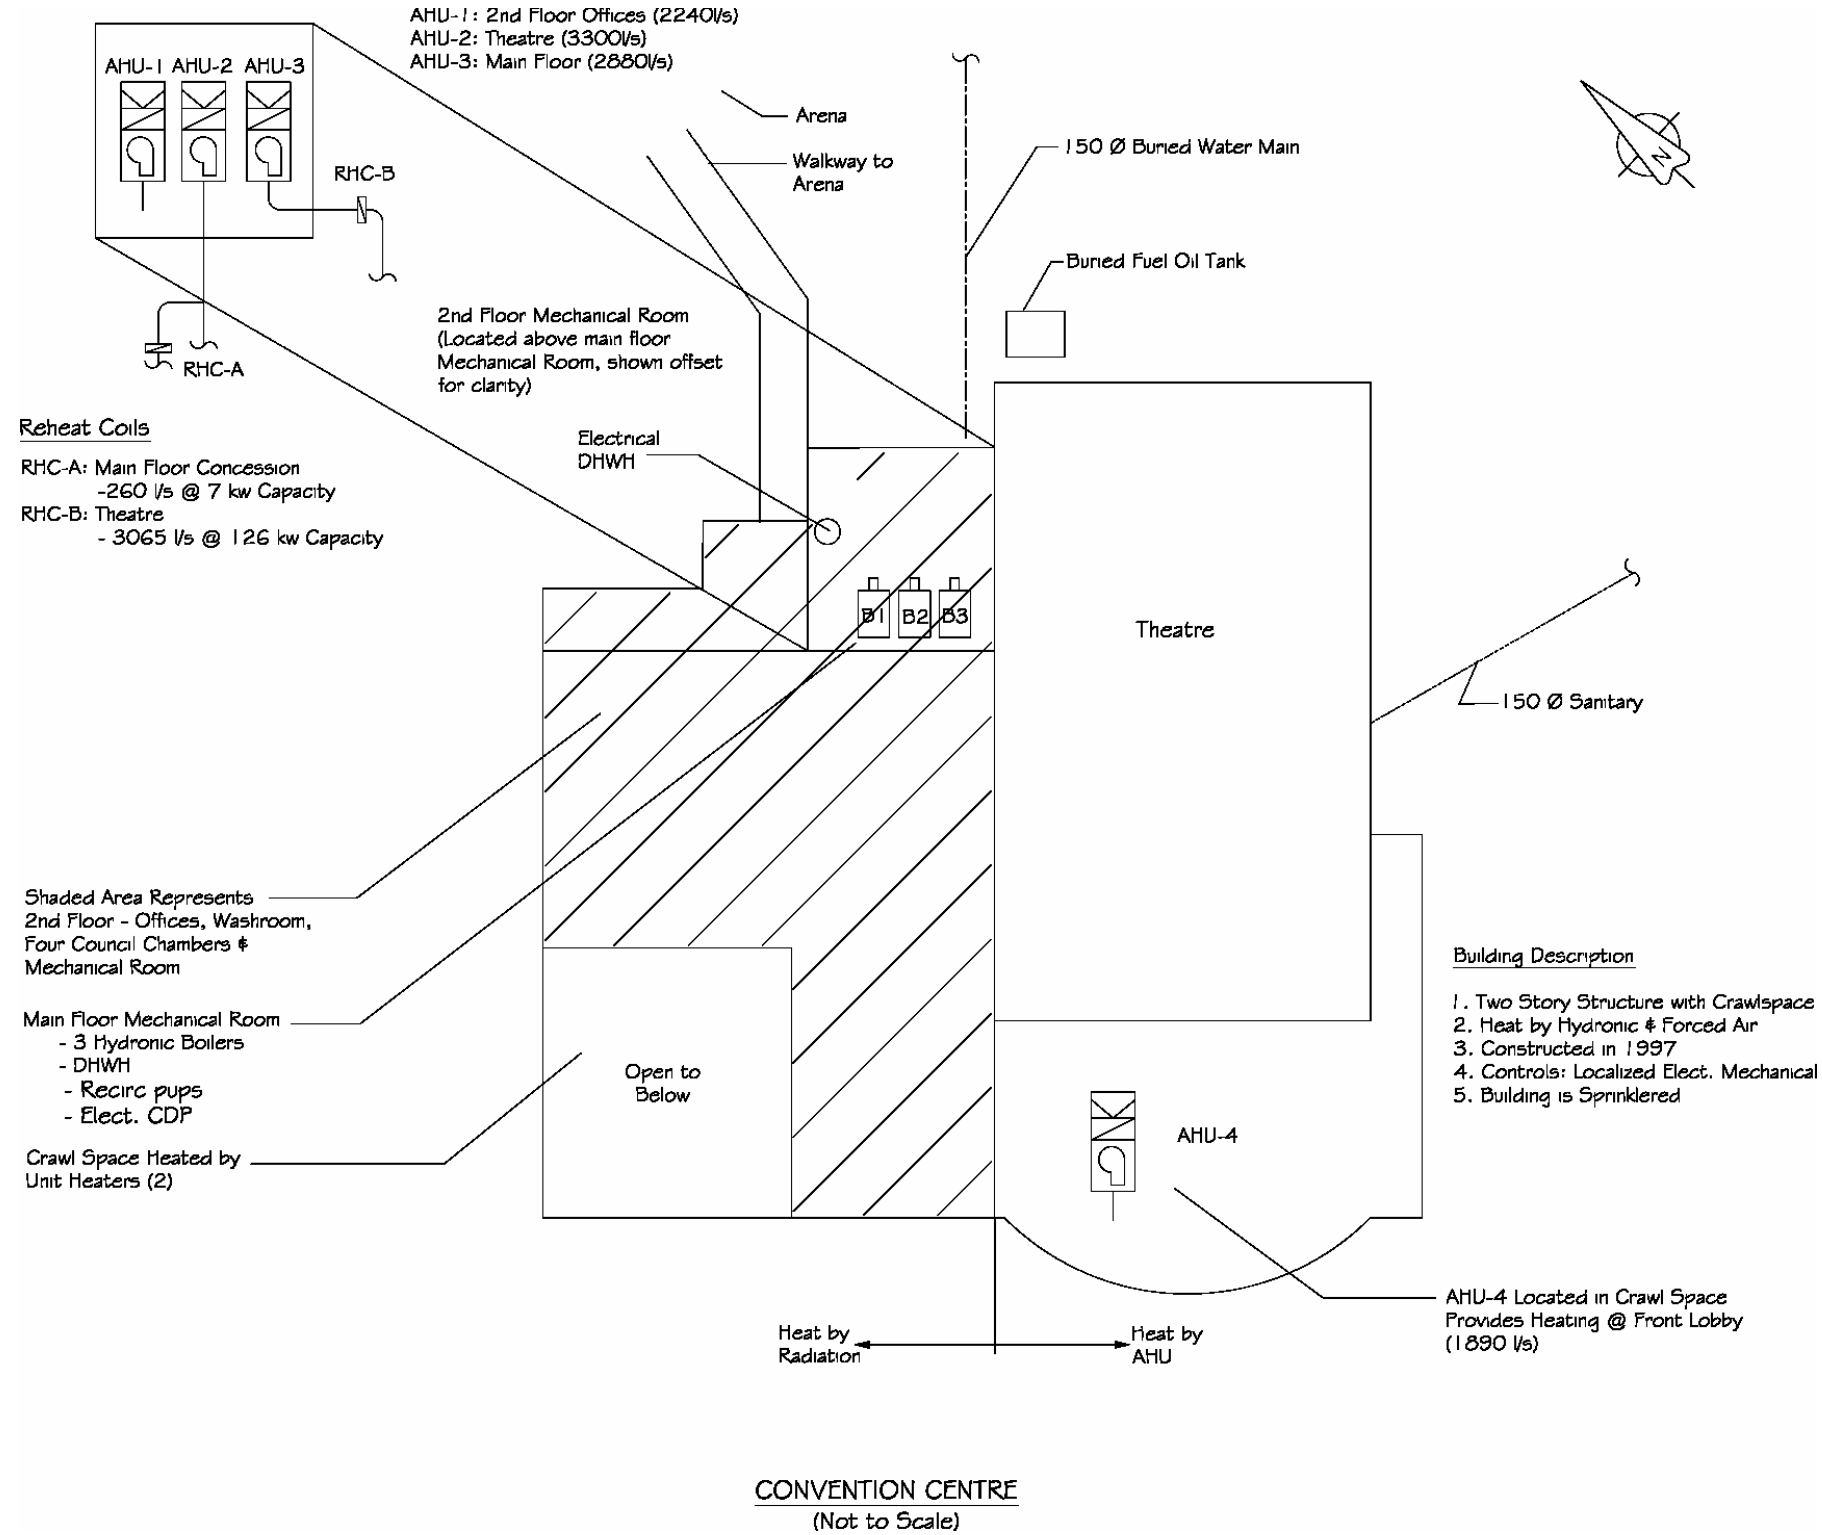 AHU-1: 2nd Floor Offices (2240l/s)
AHU-2: Theatre (3300l/s)
AHU-3: Main Floor (2880l/s)
AHU-1 AHU-2 AHU-3
RHC-B
RHC-A
Arena
Walkway to
Arena
150 Ø Buried Water Main
N
Buried Fuel Oil Tank
2nd Floor Mechanical Room
(Located above main floor
Mechanical Room, shown offset
for clarity)
Reheat Coils
RHC-A: Main Floor Concession
-260 l/s @ 7 kw Capacity
RHC-B: Theatre
- 3065 l/s @ 126 kw Capacity
Electrical
DHWH
B1 B2 B3
Theatre
150 Ø Sanitary
Shaded Area Represents
2nd Floor - Offices, Washroom,
Four Council Chambers &
Mechanical Room
Main Floor Mechanical Room
- 3 Hydronic Boilers
- DHWH
- Recirc pups
- Elect. CDP
Crawl Space Heated by
Unit Heaters (2)
Open to
Below
Building Description
1. Two Story Structure with Crawlspace
2. Heat by Hydronic & Forced Air
3. Constructed in 1997
4. Controls: Localized Elect. Mechanical
5. Building is Sprinklered
AHU-4
AHU-4 Located in Crawl Space
Provides Heating @ Front Lobby
(1890 l/s)
Heat by
Radiation
Heat by
AHU
CONVENTION CENTRE
(Not to Scale)